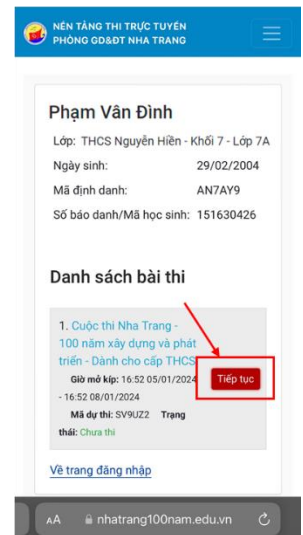 NỀN TẢNG THI TRỰC TUYẾN
PHÒNG GD&ĐT NHA TRANG
Phạm Vân Đình
Lớp: THCS Nguyễn Hiền - Khối 7 - Lớp 7A
Ngày sinh: 29/02/2004
Mã định danh: AN7AY9
Số báo danh/Mã học sinh: 151630426
Danh sách bài thi
1. Cuộc thi Nha Trang -
100 năm xây dựng và phát
triển - Dành cho cấp THCS
Giờ mở kíp: 16:52 05/01/2024
- 16:52 08/01/2024
Tiếp tục
Mã dự thi: SV9UZ2 Trạng
thái: Chưa thi
Về trang đăng nhập
AA nhatrang100nam.edu.vn